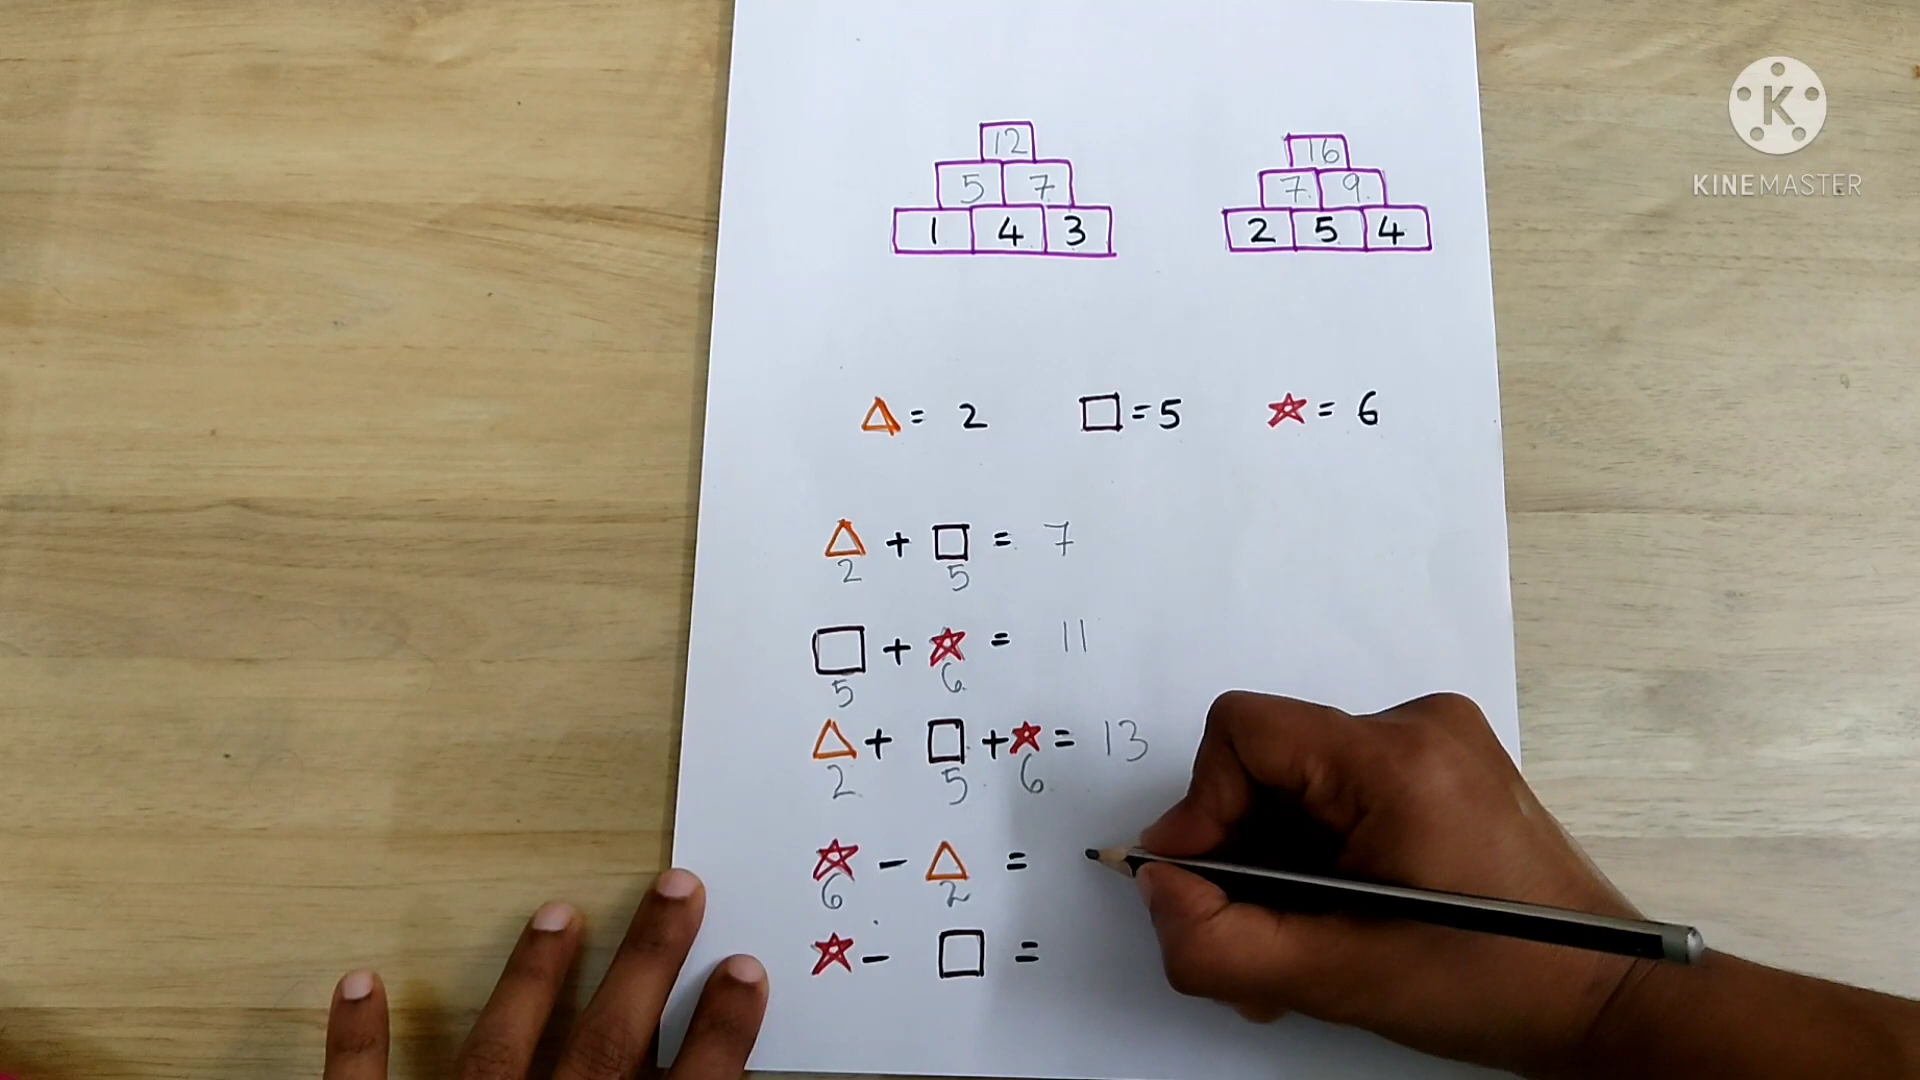 12 16
5 7 7 9
1 4 3 2 5 4
△ = 2 □ = 5 ☆ = 6
△ + □ = 7
2 5
□ + ☆ = 11
5 6
△ + □ + ☆ = 13
2 5 6
☆ - △ =
6 2
☆ - □ =
K
KINEMASTER